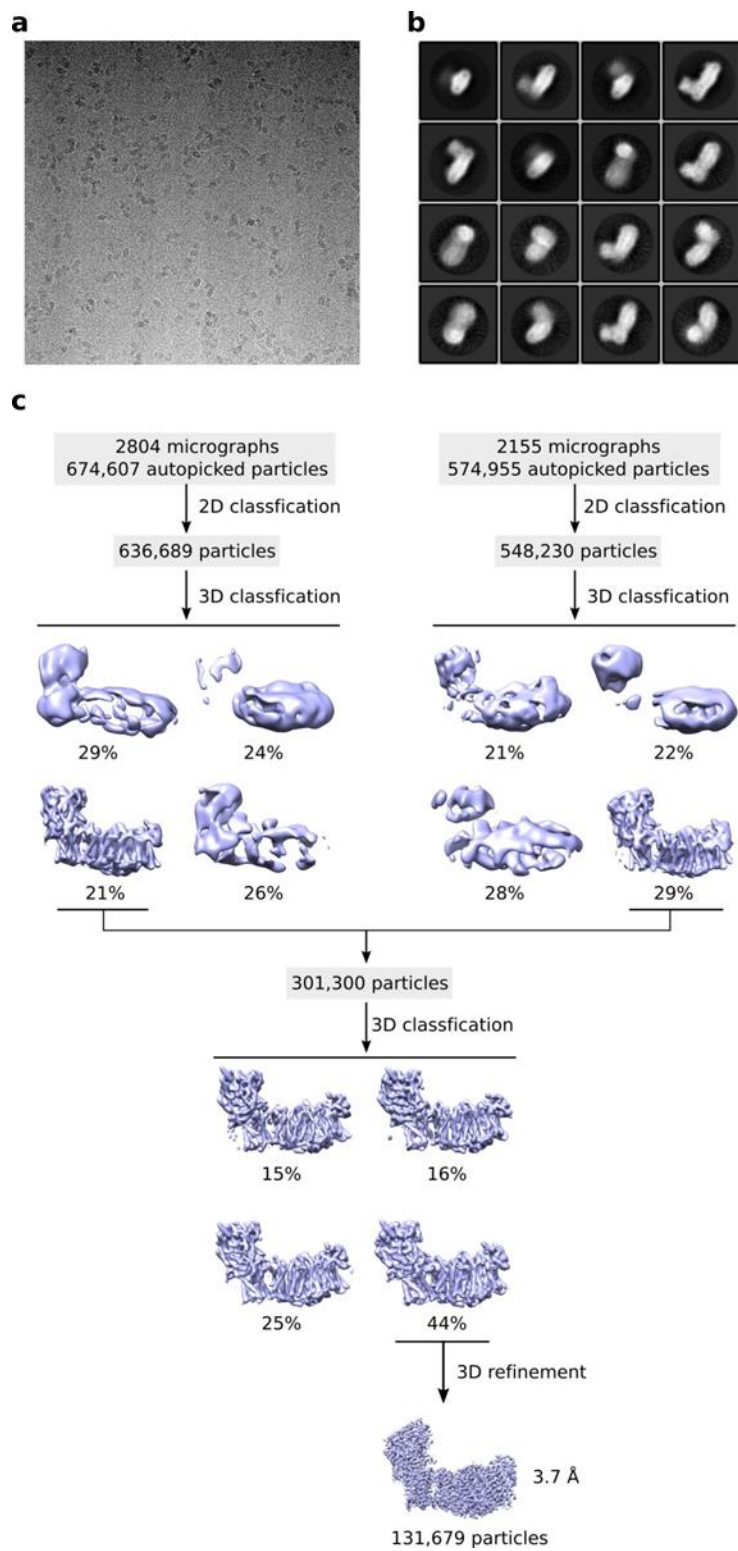 a
b
c
2804 micrographs
674,607 autopicked particles
2155 micrographs
574,955 autopicked particles
2D classfication
2D classfication
636,689 particles
548,230 particles
3D classfication
3D classfication
29%
24%
21%
22%
21%
26%
28%
29%
301,300 particles
3D classfication
15%
16%
25%
44%
3D refinement
3.7 Å
131,679 particles